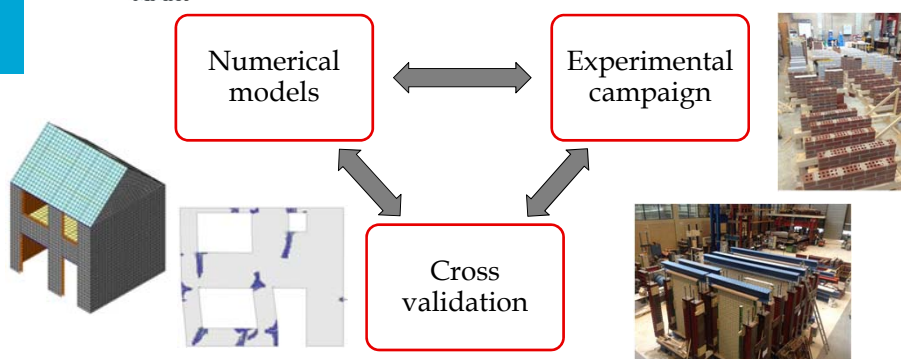 Numerical
models
Experimental
campaign
Cross
validation